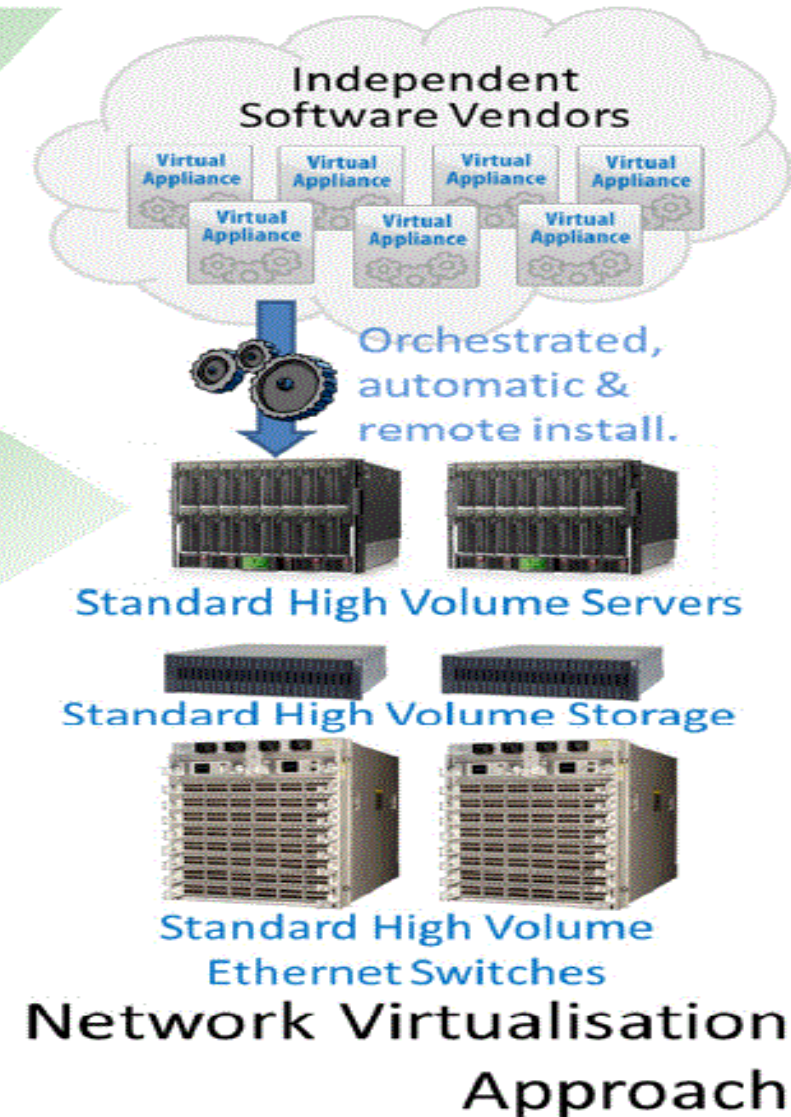 Independent
Software Vendors
Virtual Appliance
Virtual Appliance
Virtual Appliance
Virtual Appliance
Virtual Appliance
Virtual Appliance
Virtual Appliance
Orchestrated,
automatic &
remote install.
Standard High Volume Servers
Standard High Volume Storage
Standard High Volume
Ethernet Switches
Network Virtualisation
Approach